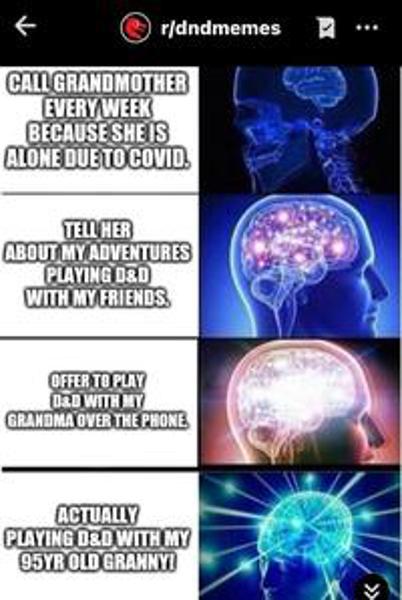 r/dndmemes
CALL GRANDMOTHER
EVERY WEEK
BECAUSE SHE IS
ALONE DUE TO COVID.
TELL HER
ABOUT MY ADVENTURES
PLAYING D&D
WITH MY FRIENDS.
OFFER TO PLAY
D&D WITH MY
GRANDMA OVER THE PHONE.
ACTUALLY
PLAYING D&D WITH MY
95YR OLD GRANNY!